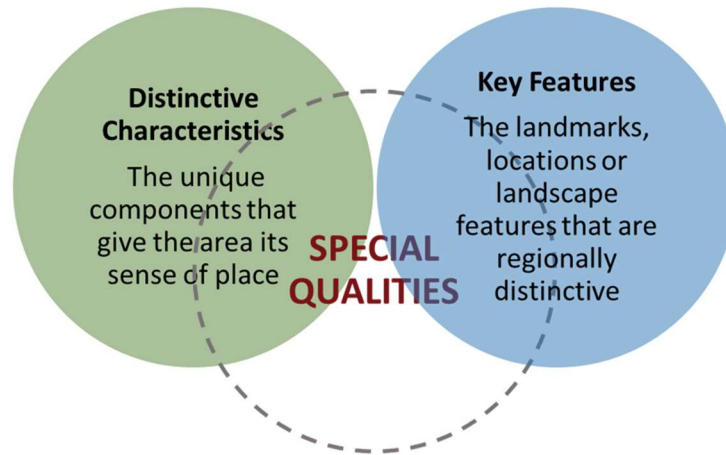 Distinctive
Characteristics
The unique
components that
give the area its
sense of place
Key Features
The landmarks,
locations or
landscape
features that are
regionally
distinctive
SPECIAL
QUALITIES